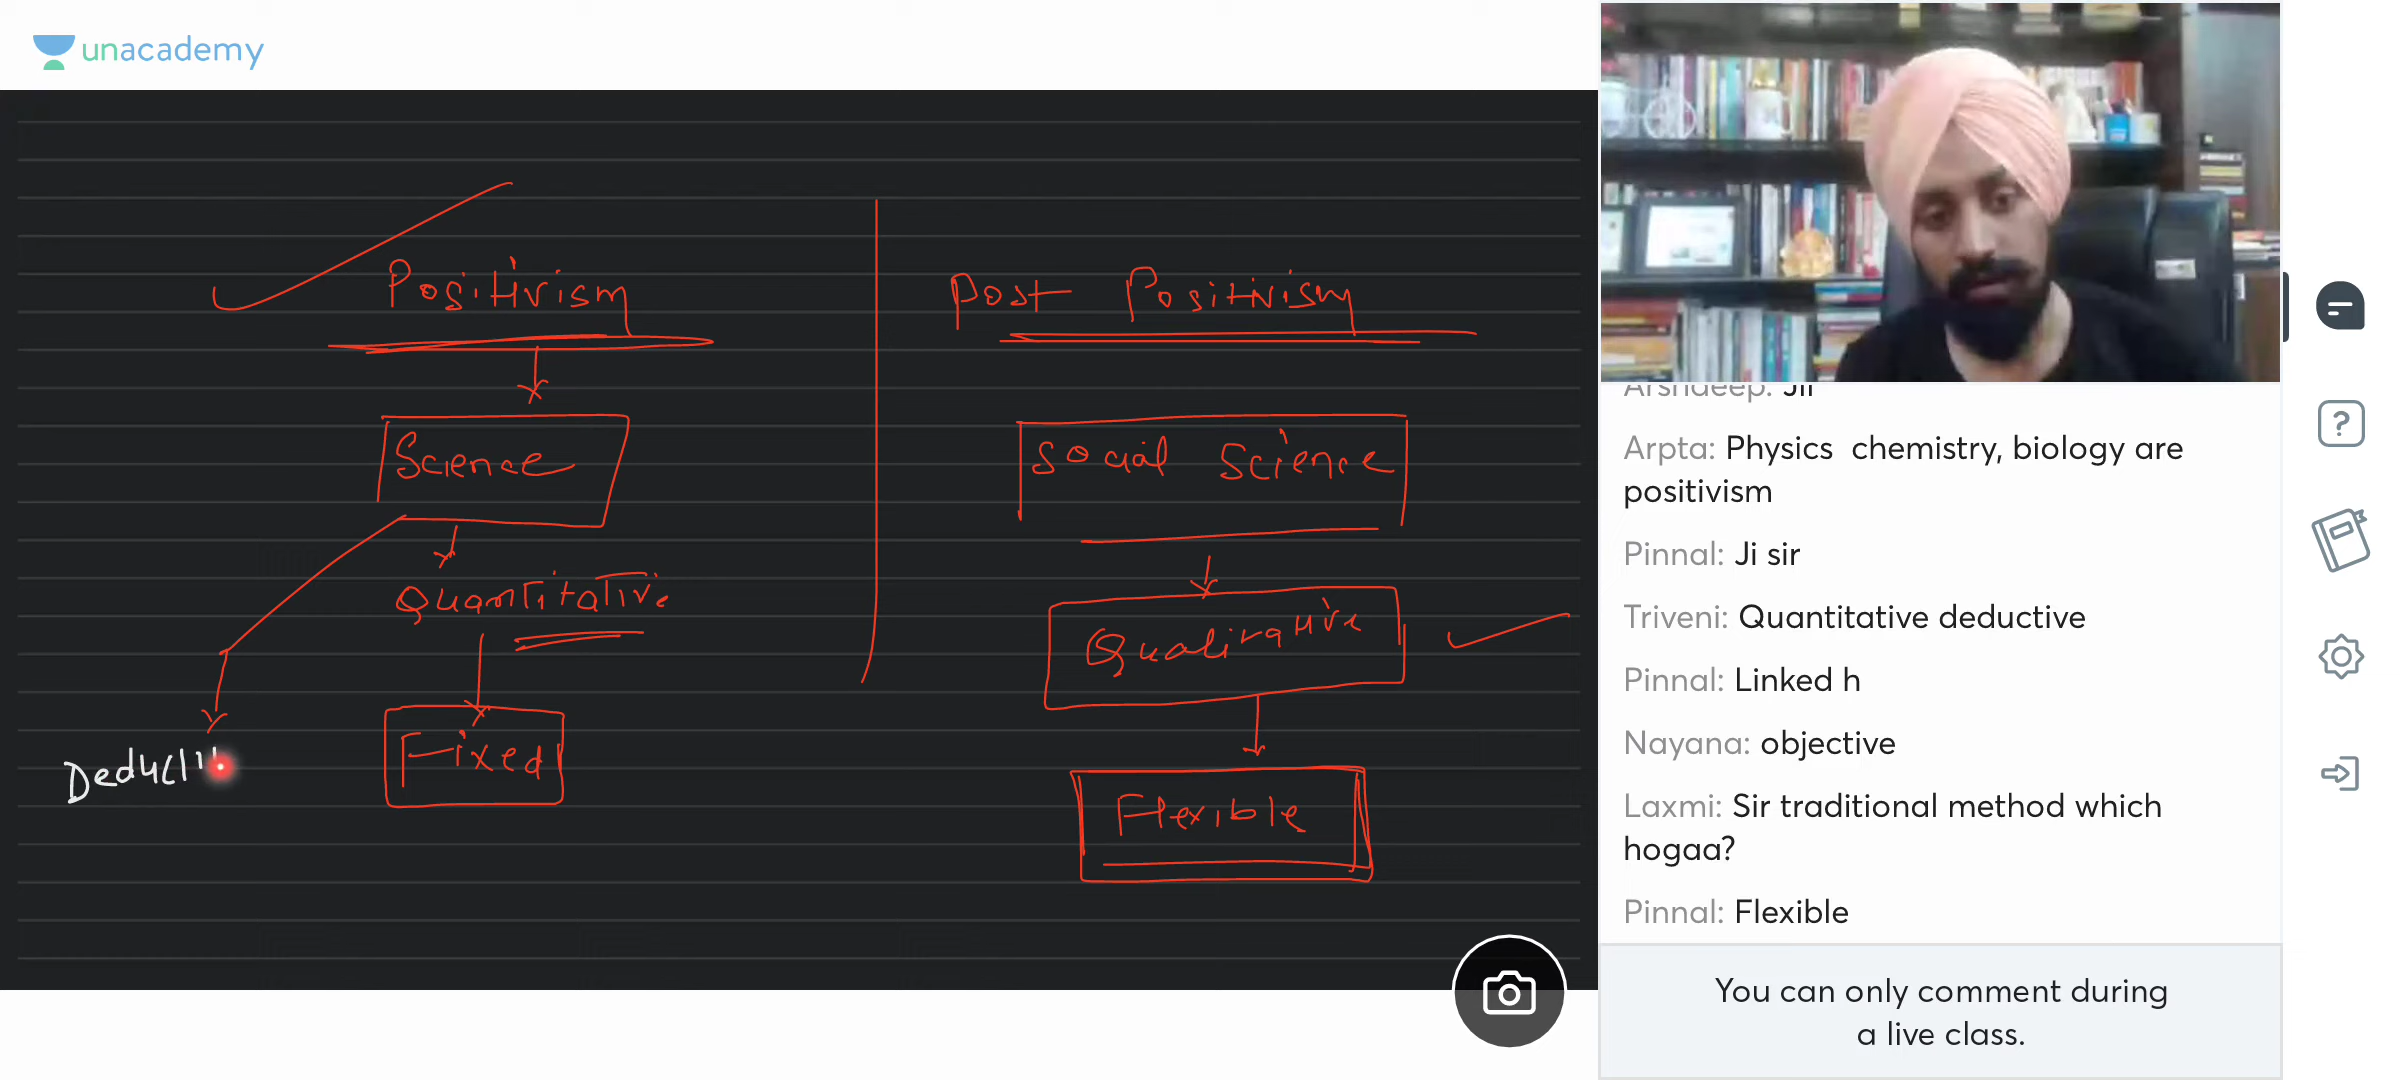 unacademy
Positivism
Science
Quantitative
Fixed
Post Positivism
Social Science
Qualitative
Flexible
Arshdeep: Jii
Arpta: Physics chemistry, biology are
positivism
Pinnal: Ji sir
Triveni: Quantitative deductive
Pinnal: Linked h
Nayana: objective
Laxmi: Sir traditional method which
hogaa?
Pinnal: Flexible
You can only comment during
a live class.